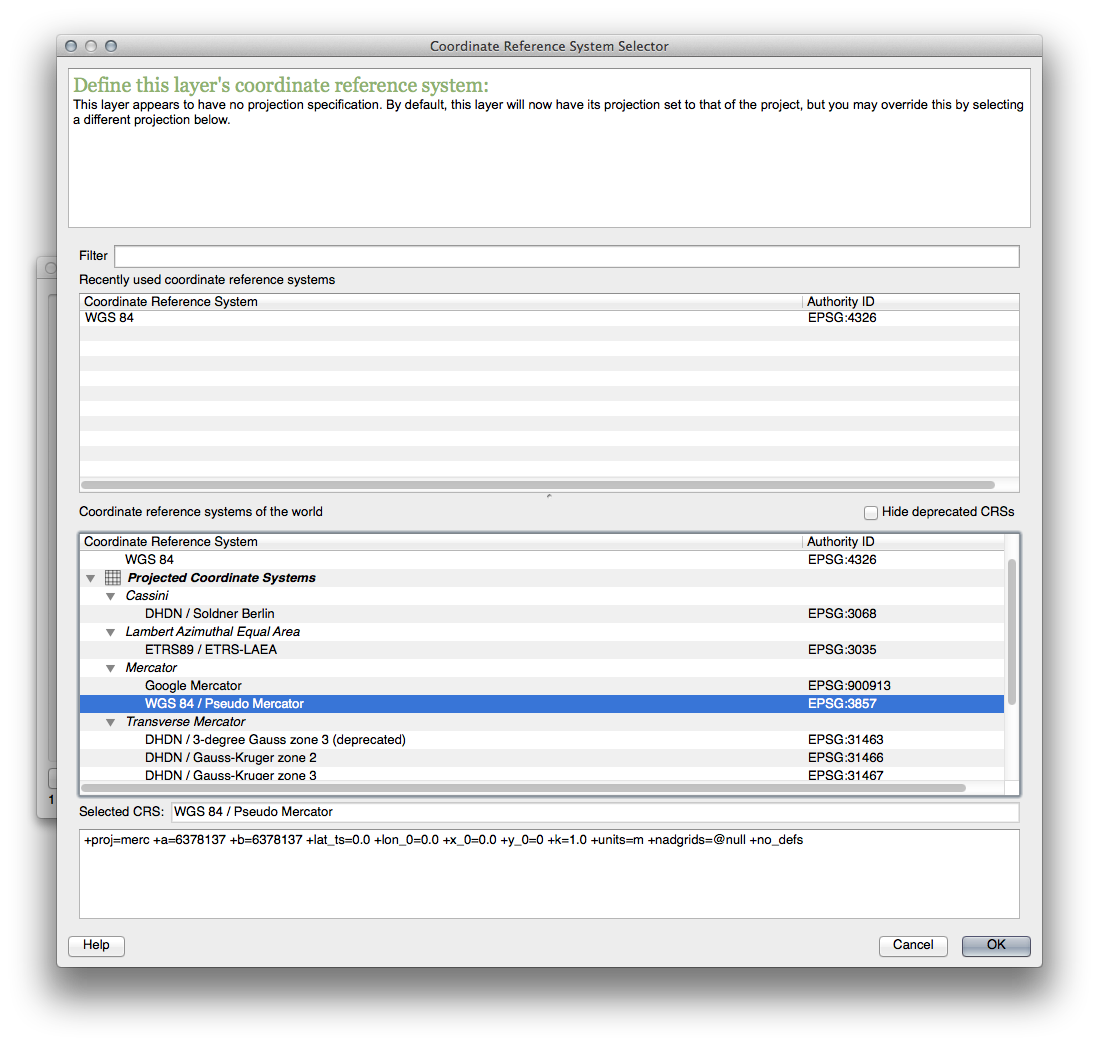 Coordinate Reference System Selector
Define this layer's coordinate reference system:
This layer appears to have no projection specification. By default, this layer will now have its projection set to that of the project, but you may override this by selecting
a different projection below.
Filter
Recently used coordinate reference systems
Coordinate Reference System Authority ID
WGS 84 EPSG:4326
Coordinate reference systems of the world Hide deprecated CRSs
Coordinate Reference System Authority ID
WGS 84 EPSG:4326
Projected Coordinate Systems
Cassini
DHDN / Soldner Berlin EPSG:3068
Lambert Azimuthal Equal Area
ETRS89 / ETRS-LAEA EPSG:3035
Mercator
Google Mercator EPSG:900913
WGS 84 / Pseudo Mercator EPSG:3857
Transverse Mercator
DHDN / 3-degree Gauss zone 3 (deprecated) EPSG:31463
DHDN / Gauss-Kruger zone 2 EPSG:31466
DHDN / Gauss-Kruger zone 3 EPSG:31467
1
Selected CRS: WGS 84 / Pseudo Mercator
+proj=merc +a=6378137 +b=6378137 +lat_ts=0.0 +lon_0=0.0 +x_0=0.0 +y_0=0 +k=1.0 +units=m +nadgrids=@null +no_defs
Help Cancel OK